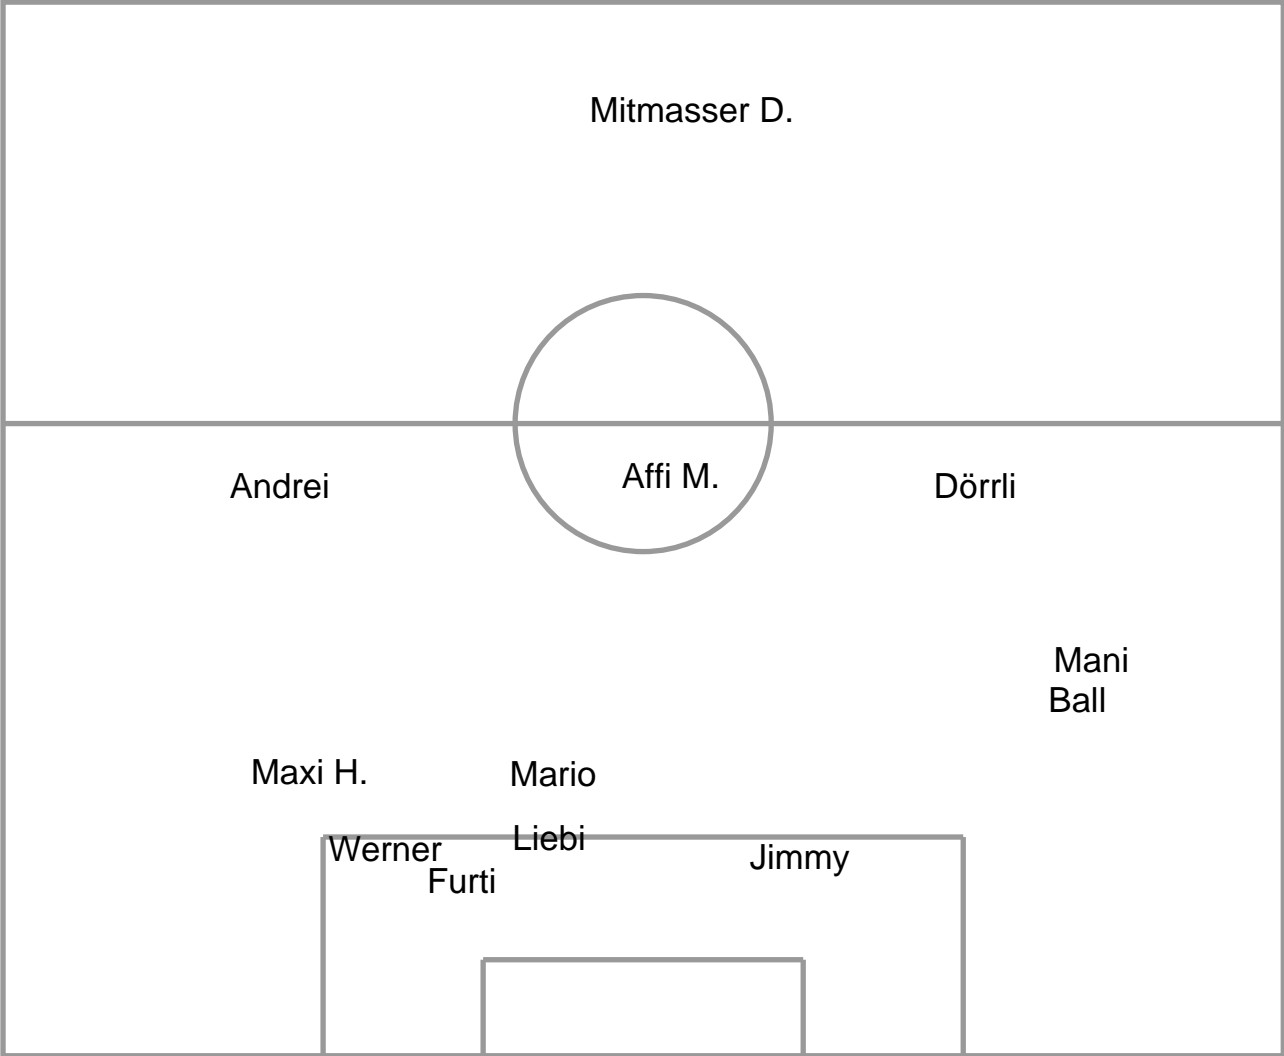 Mitmasser D.
Andrei
Affi M.
Dörrli
Mani
Ball
Maxi H.
Mario
Liebi
Werner
Jimmy
Furti